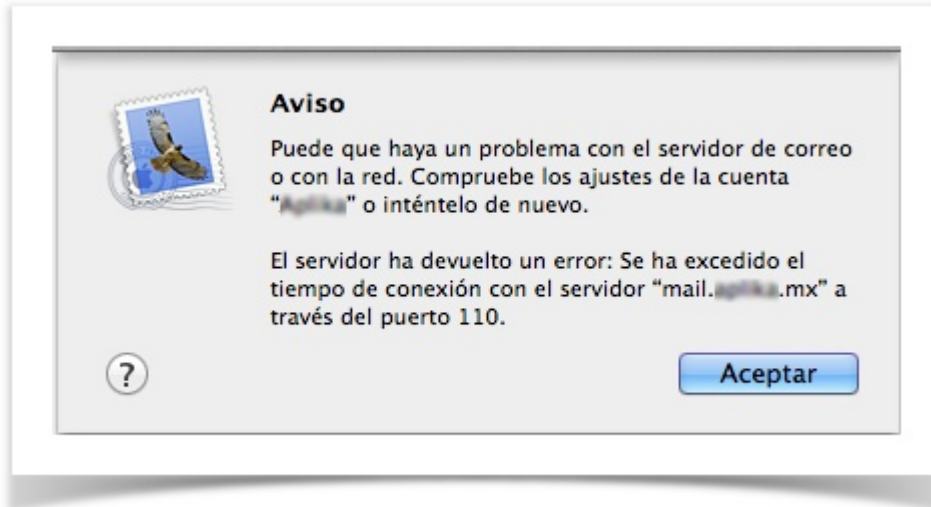 Aviso
Puede que haya un problema con el servidor de correo
o con la red. Compruebe los ajustes de la cuenta
“” o inténtelo de nuevo.
El servidor ha devuelto un error: Se ha excedido el
tiempo de conexión con el servidor “mail. .mx” a
través del puerto 110.
?
Aceptar